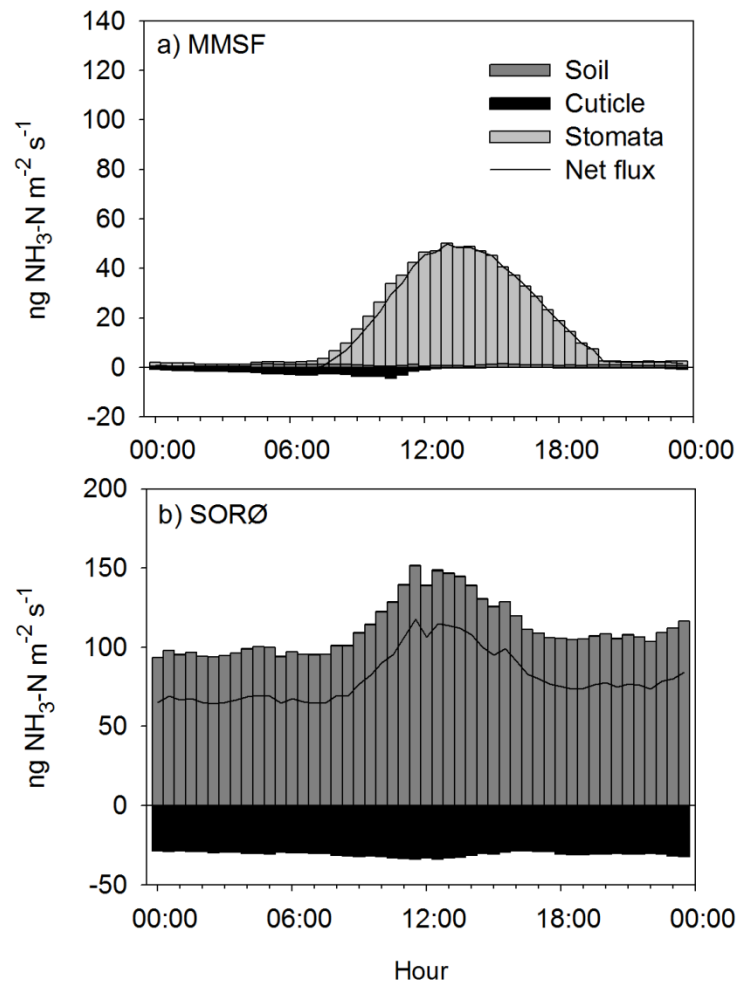 140
a) MMSF
120
Soil
100
Cuticle
80
Stomata
60
Net flux
40
20
0
-20
ng NH₃-N m⁻² s⁻¹
00:00 06:00 12:00 18:00 00:00
200
b) SORØ
150
100
50
0
-50
ng NH₃-N m⁻² s⁻¹
00:00 06:00 12:00 18:00 00:00
Hour